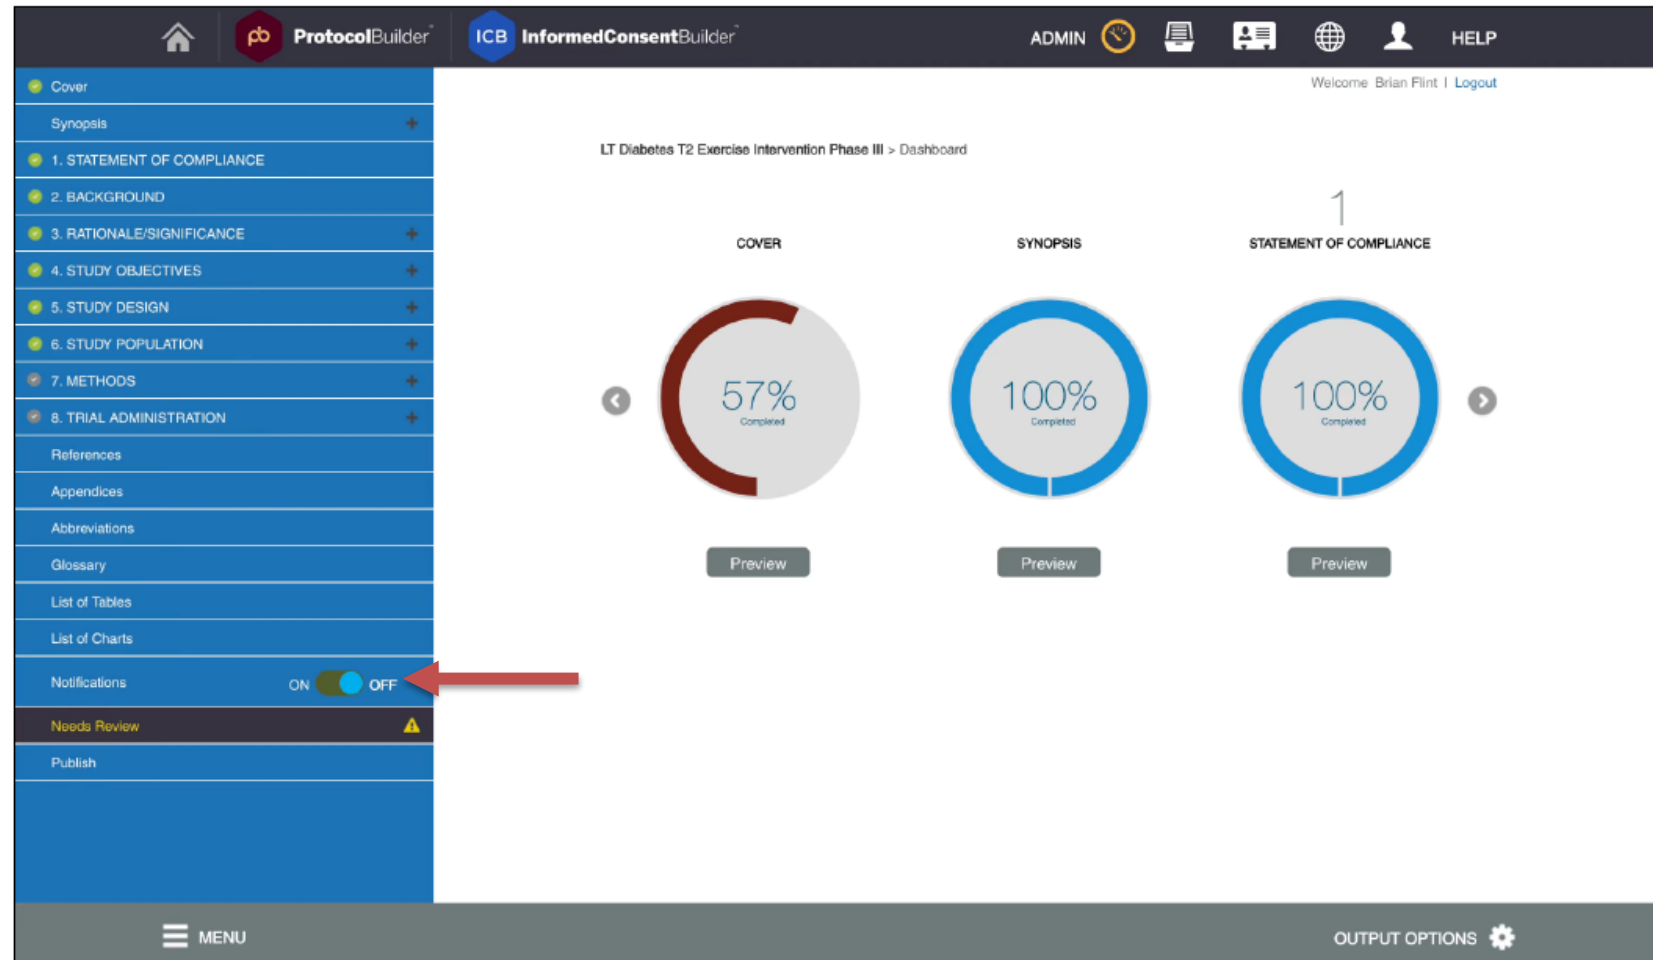 pb ProtocolBuilder™ ICB InformedConsentBuilder™ ADMIN HELP
Welcome Brian Flint | Logout
Cover
Synopsis
1. STATEMENT OF COMPLIANCE
2. BACKGROUND
3. RATIONALE/SIGNIFICANCE
4. STUDY OBJECTIVES
5. STUDY DESIGN
6. STUDY POPULATION
7. METHODS
8. TRIAL ADMINISTRATION
References
Appendices
Abbreviations
Glossary
List of Tables
List of Charts
Notifications ON OFF
Needs Review
Publish
LT Diabetes T2 Exercise Intervention Phase III > Dashboard
COVER
57%
Completed
Preview
SYNOPSIS
100%
Completed
Preview
1
STATEMENT OF COMPLIANCE
100%
Completed
Preview
MENU
OUTPUT OPTIONS